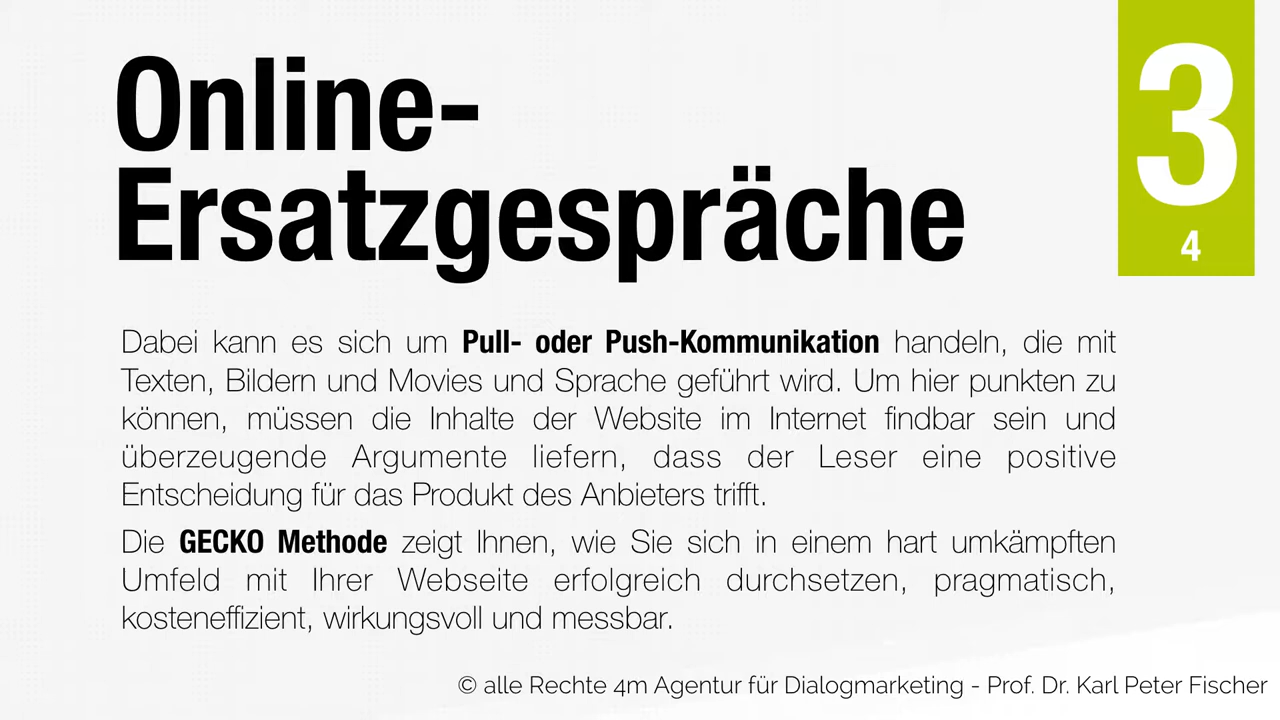 Online-
Ersatzgespräche
3
4
Dabei kann es sich um Pull- oder Push-Kommunikation handeln, die mit
Texten, Bildern und Movies und Sprache geführt wird. Um hier punkten zu
können, müssen die Inhalte der Website im Internet findbar sein und
überzeugende Argumente liefern, dass der Leser eine positive
Entscheidung für das Produkt des Anbieters trifft.
Die GECKO Methode zeigt Ihnen, wie Sie sich in einem hart umkämpften
Umfeld mit Ihrer Webseite erfolgreich durchsetzen, pragmatisch,
kosteneffizient, wirkungsvoll und messbar.
© alle Rechte 4m Agentur für Dialogmarketing - Prof. Dr. Karl Peter Fischer